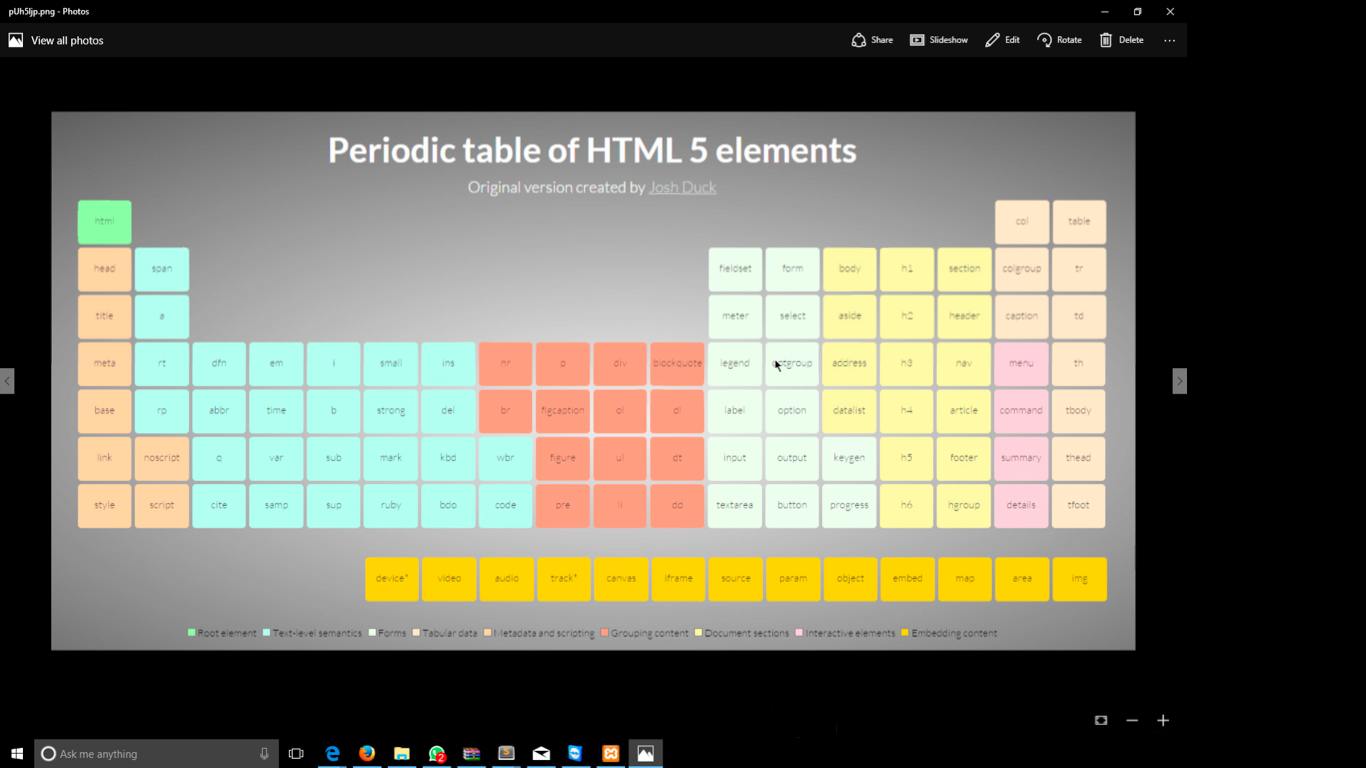 pUh5ljp.png - Photos
View all photos Share Slideshow Edit Rotate Delete
Periodic table of HTML 5 elements
Original version created by Josh Duck
html col table
head span fieldset form body h1 section colgroup tr
title a meter select aside h2 header caption td
meta rt dfn em i small ins hr p div blockquote legend optgroup address h3 nav menu th
base rp abbr time b strong del br figcaption ol dl label option datalist h4 article command tbody
link noscript q var sub mark kbd wbr figure ul dt input output keygen h5 footer summary thead
style script cite samp sup ruby bdo code pre li dd textarea button progress h6 hgroup details tfoot
device* video audio track* canvas iframe source param object embed map area img
Root element Text-level semantics Forms Tabular data Metadata and scripting Grouping content Document sections Interactive elements Embedding content
2
Ask me anything